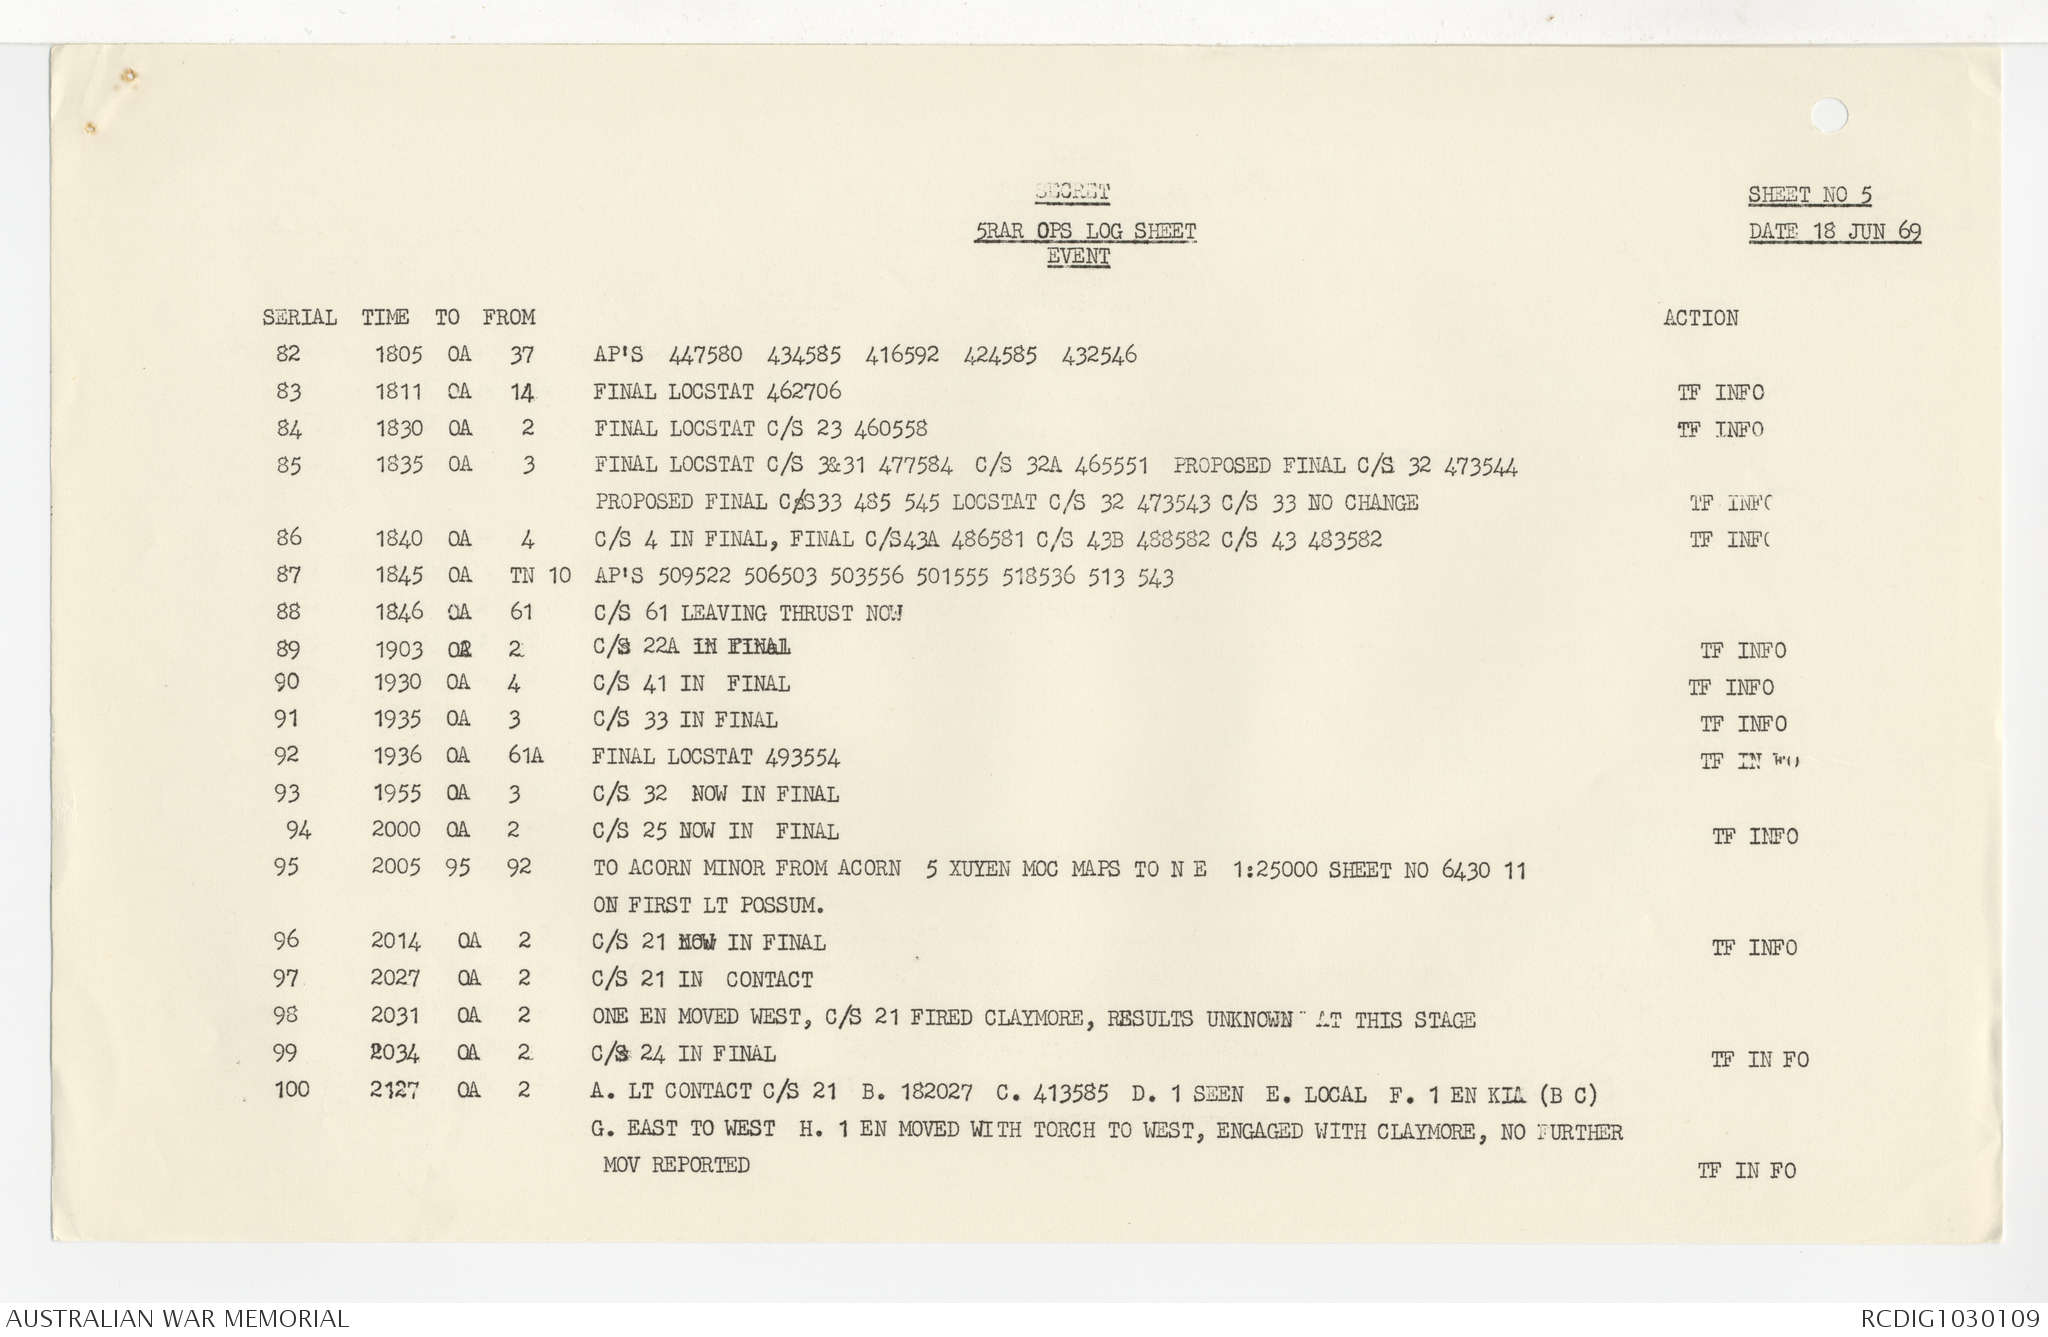 SECRET
SHEET NO 5
5RAR OPS LOG SHEET
DATE 18 JUN 69
EVENT
SERIAL TIME TO FROM ACTION
82 1805 OA 37 AP'S 447580 434585 416592 424585 432546
83 1811 OA 14 FINAL LOCSTAT 462706 TF INFO
84 1830 OA 2 FINAL LOCSTAT C/S 23 460558 TF INFO
85 1835 OA 3 FINAL LOCSTAT C/S 3&31 477584 C/S 32A 465551 PROPOSED FINAL C/S 32 473544
PROPOSED FINAL C/S33 485 545 LOCSTAT C/S 32 473543 C/S 33 NO CHANGE TF INFO
86 1840 OA 4 C/S 4 IN FINAL, FINAL C/S43A 486581 C/S 43B 488582 C/S 43 483582 TF INFO
87 1845 OA TN 10 AP'S 509522 506503 503556 501555 518536 513 543
88 1846 OA 61 C/S 61 LEAVING THRUST NOW
89 1903 OA 2 C/S 22A IN FINAL TF INFO
90 1930 OA 4 C/S 41 IN FINAL TF INFO
91 1935 OA 3 C/S 33 IN FINAL TF INFO
92 1936 OA 61A FINAL LOCSTAT 493554 TF IN FO
93 1955 OA 3 C/S 32 NOW IN FINAL
94 2000 OA 2 C/S 25 NOW IN FINAL TF INFO
95 2005 95 92 TO ACORN MINOR FROM ACORN 5 XUYEN MOC MAPS TO N E 1:25000 SHEET NO 6430 11
ON FIRST LT POSSUM.
96 2014 OA 2 C/S 21 NOW IN FINAL TF INFO
97 2027 OA 2 C/S 21 IN CONTACT
98 2031 OA 2 ONE EN MOVED WEST, C/S 21 FIRED CLAYMORE, RESULTS UNKNOWN AT THIS STAGE
99 2034 OA 2 C/S 24 IN FINAL TF IN FO
100 2127 OA 2 A. LT CONTACT C/S 21 B. 182027 C. 413585 D. 1 SEEN E. LOCAL F. 1 EN KIA (B C)
G. EAST TO WEST H. 1 EN MOVED WITH TORCH TO WEST, ENGAGED WITH CLAYMORE, NO FURTHER
MOV REPORTED TF IN FO
AUSTRALIAN WAR MEMORIAL RCDIG1030109